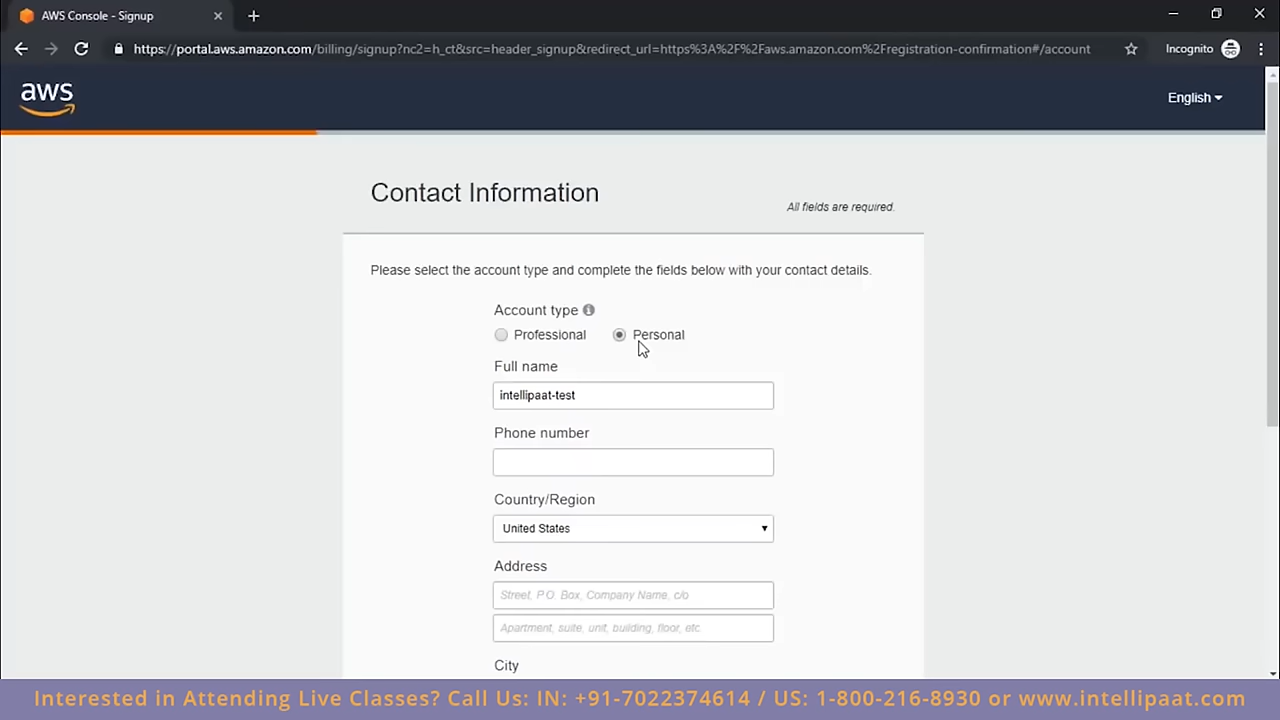 AWS Console - Signup
https://portal.aws.amazon.com/billing/signup?nc2=h_ct&src=header_signup&redirect_url=https%3A%2F%2Faws.amazon.com%2Fregistration-confirmation#/account
Incognito
aws
English
Contact Information
All fields are required.
Please select the account type and complete the fields below with your contact details.
Account type
Professional Personal
Full name
intellipaat-test
Phone number
Country/Region
United States
Address
Street, P.O. Box, Company Name, c/o
Apartment, suite, unit, building, floor, etc.
City
Interested in Attending Live Classes? Call Us: IN: +91-7022374614 / US: 1-800-216-8930 or www.intellipaat.com